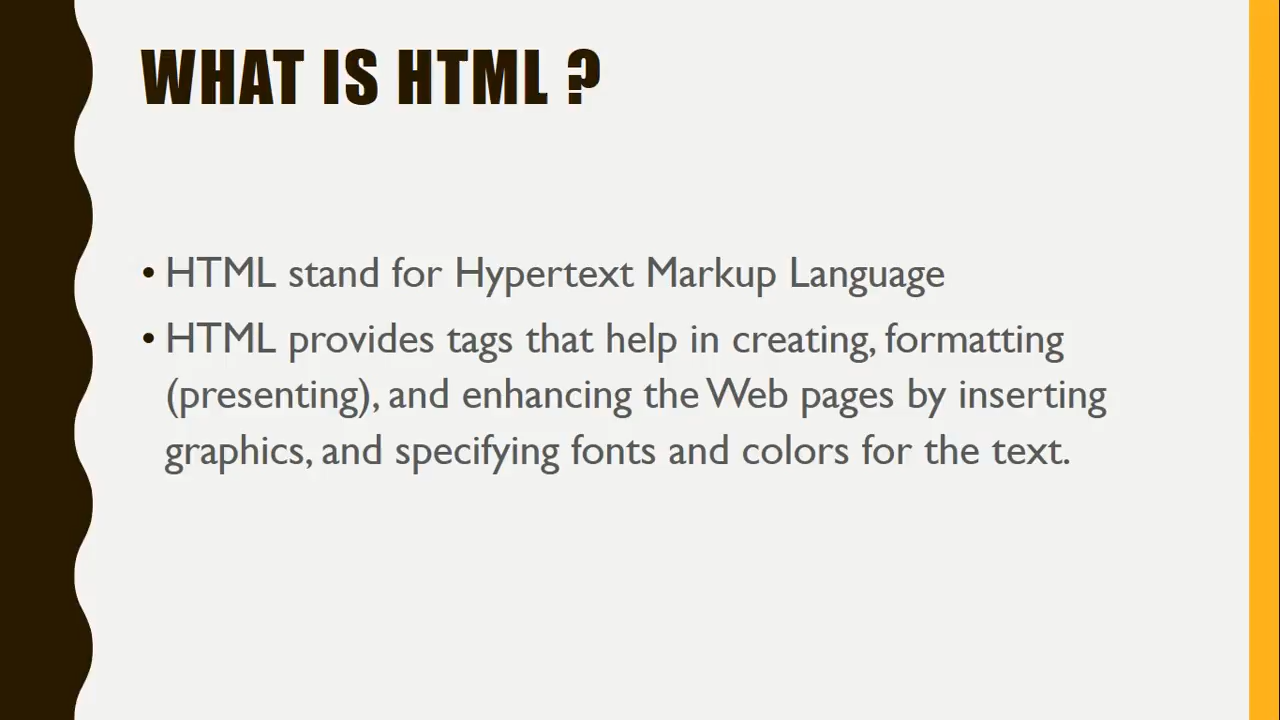 WHAT IS HTML ?
• HTML stand for Hypertext Markup Language
• HTML provides tags that help in creating, formatting
(presenting), and enhancing the Web pages by inserting
graphics, and specifying fonts and colors for the text.